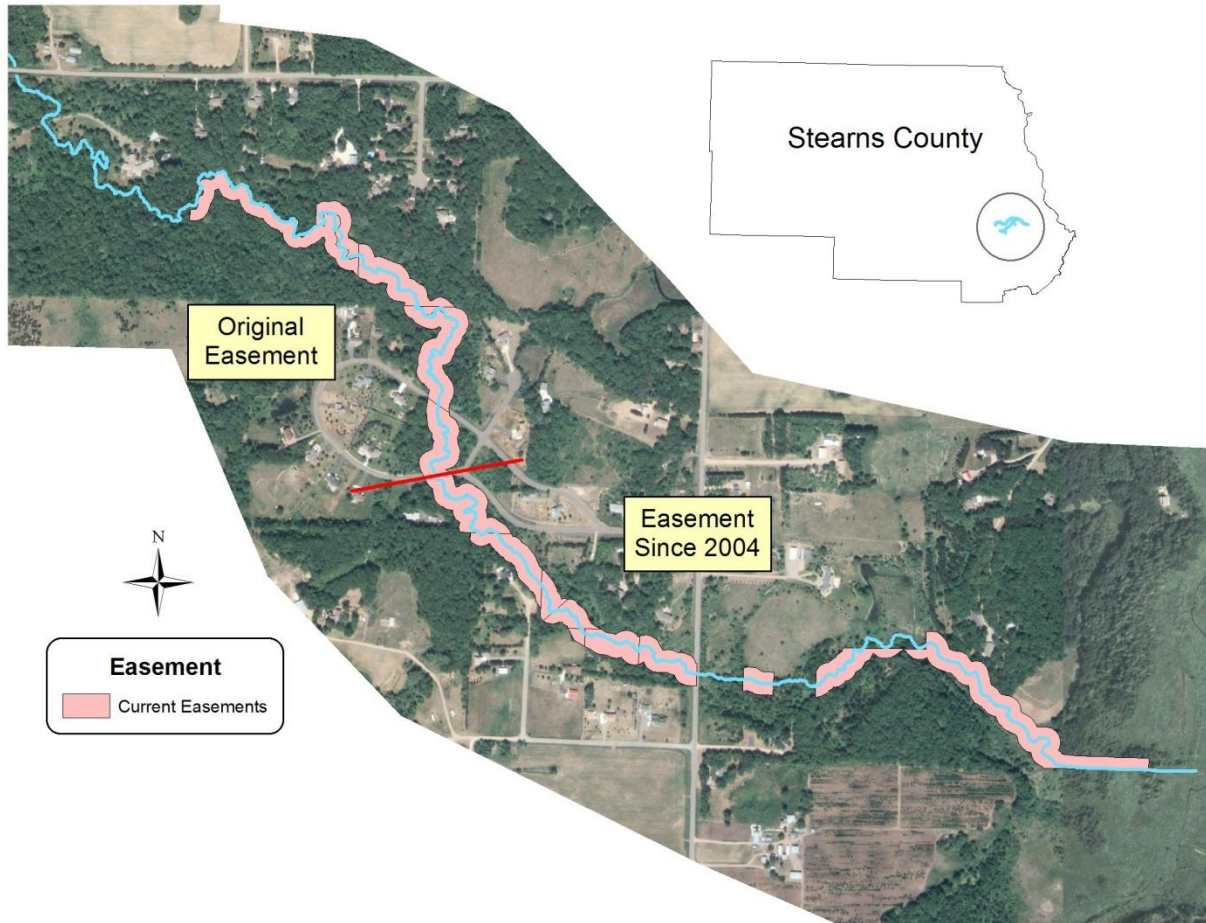 Stearns County
Original
Easement
Easement
Since 2004
N
Easement
Current Easements